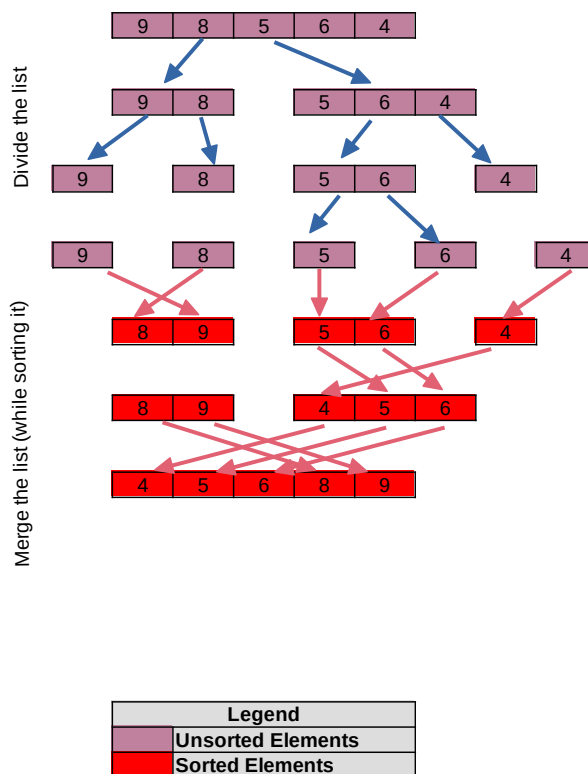 9 8 5 6 4
Divide the list
9 8 5 6 4
9 8 5 6 4
9 8 5 6 4
Merge the list (while sorting it)
8 9 5 6 4
8 9 4 5 6
4 5 6 8 9
Legend
Unsorted Elements
Sorted Elements